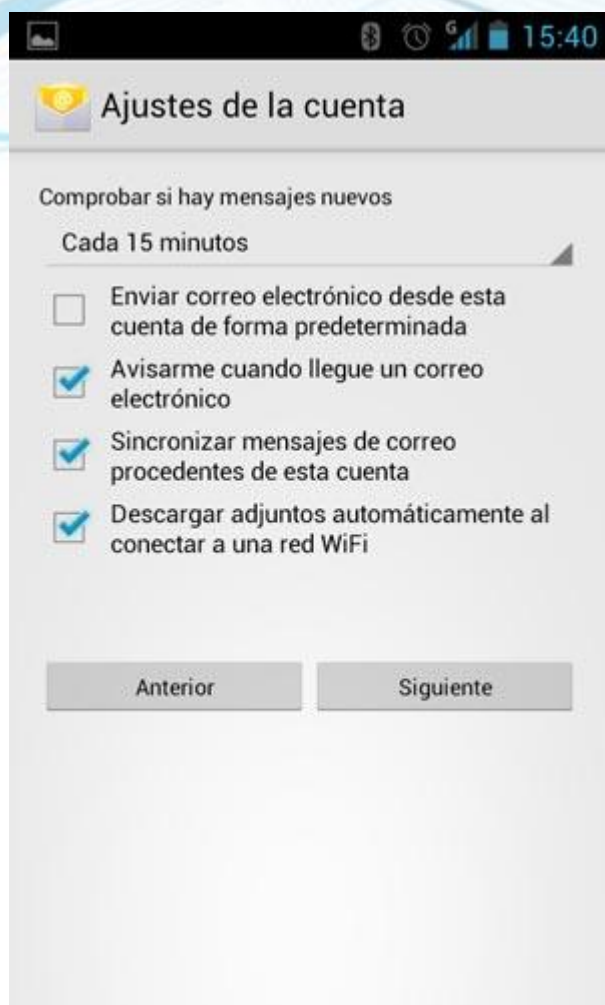 G 15:40
Ajustes de la cuenta
Comprobar si hay mensajes nuevos
Cada 15 minutos
Enviar correo electrónico desde esta
cuenta de forma predeterminada
Avisarme cuando llegue un correo
electrónico
Sincronizar mensajes de correo
procedentes de esta cuenta
Descargar adjuntos automáticamente al
conectar a una red WiFi
Anterior Siguiente